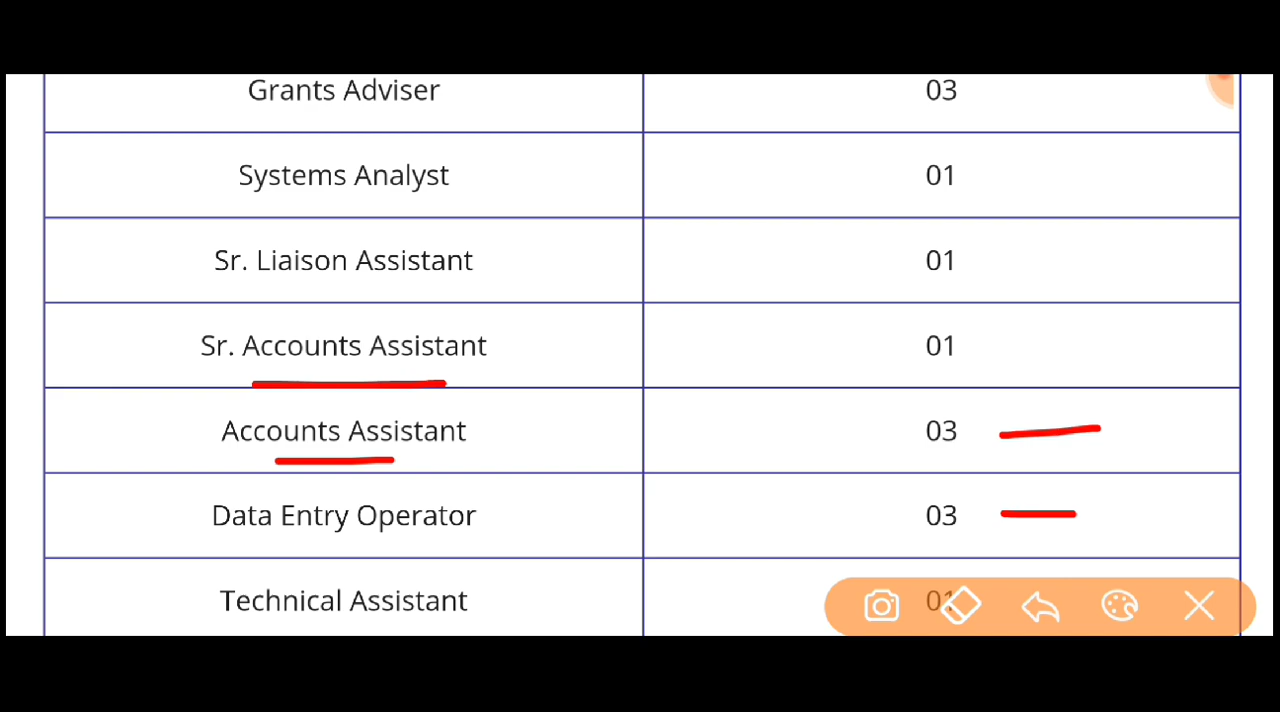 Grants Adviser 03
Systems Analyst 01
Sr. Liaison Assistant 01
Sr. Accounts Assistant 01
Accounts Assistant 03
Data Entry Operator 03
Technical Assistant 01